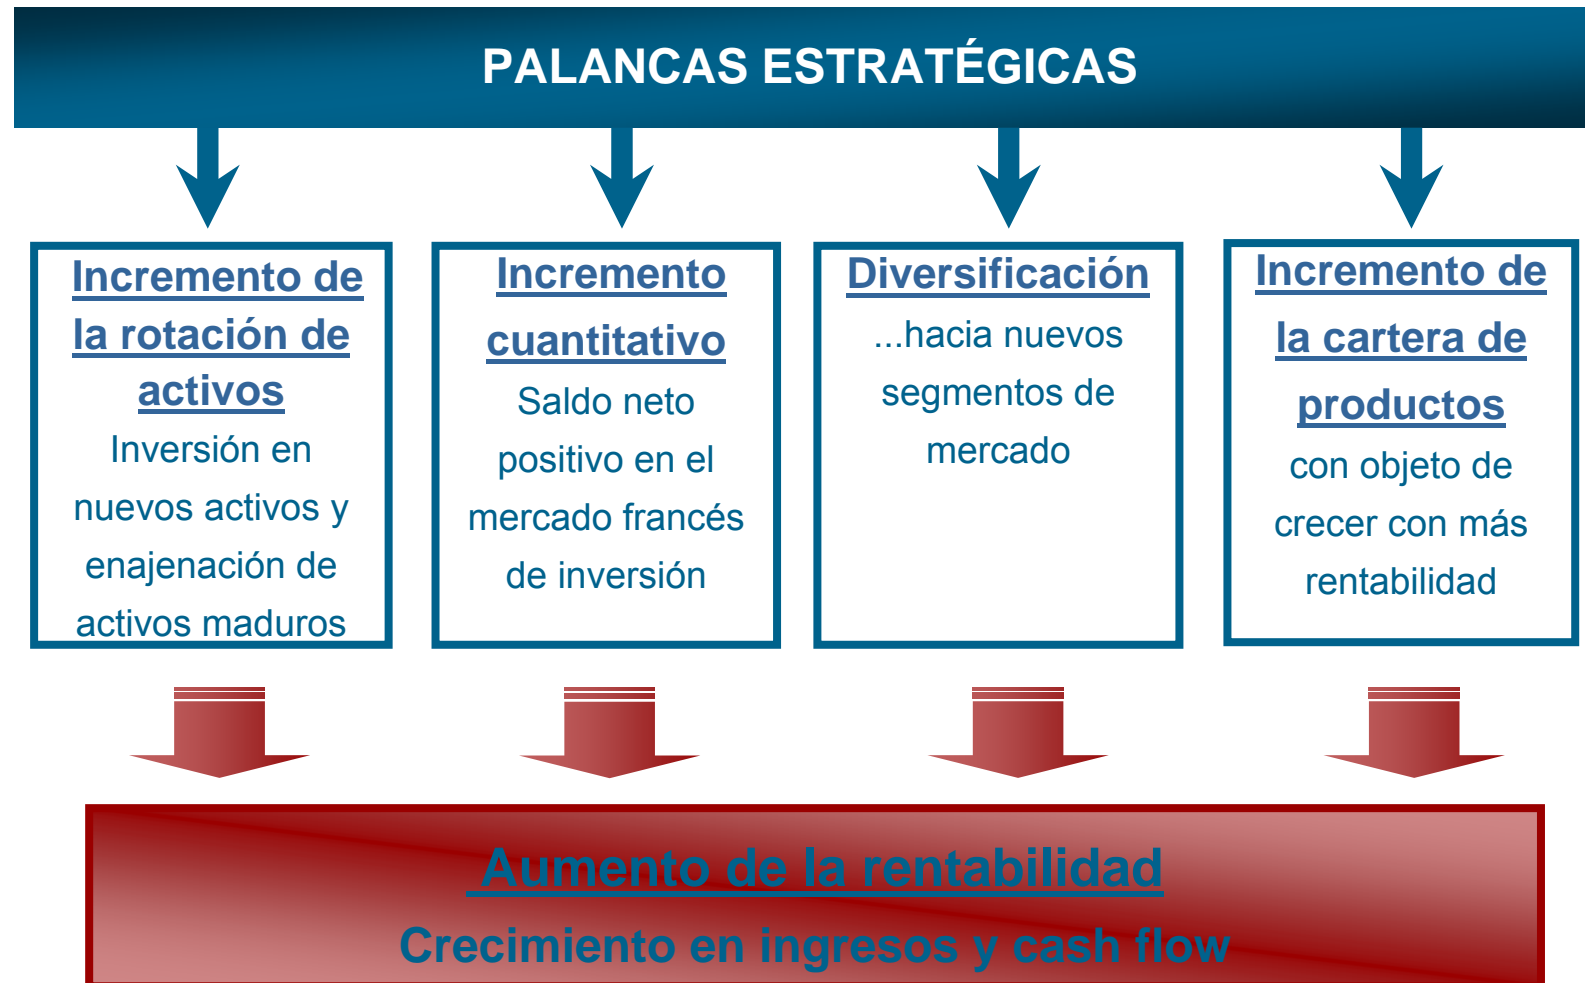 PALANCAS ESTRATÉGICAS
Incremento de
la rotación de
activos
Inversión en
nuevos activos y
enajenación de
activos maduros
Incremento
cuantitativo
Saldo neto
positivo en el
mercado francés
de inversión
Diversificación
...hacia nuevos
segmentos de
mercado
Incremento de
la cartera de
productos
con objeto de
crecer con más
rentabilidad
Aumento de la rentabilidad
Crecimiento en ingresos y cash flow